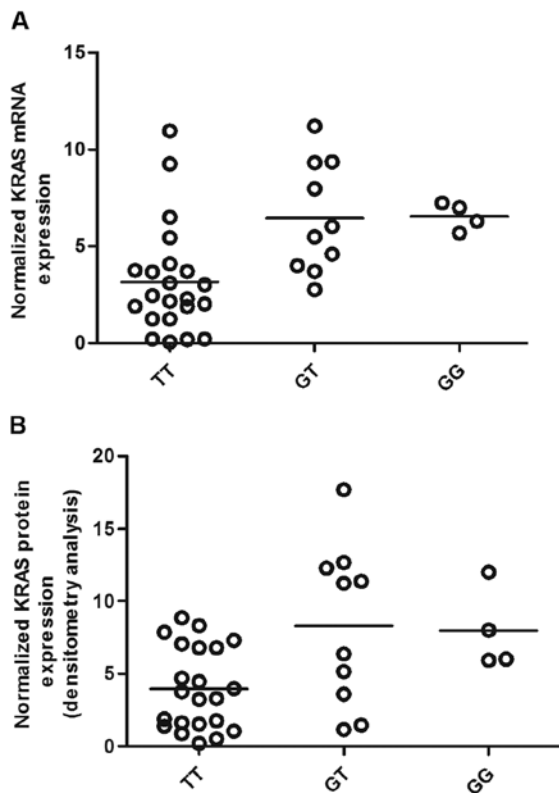 A
Normalized KRAS mRNA
expression
15
10
5
0
TT
GT
GG
B
Normalized KRAS protein
expression
(densitometry analysis)
20
15
10
5
0
TT
GT
GG